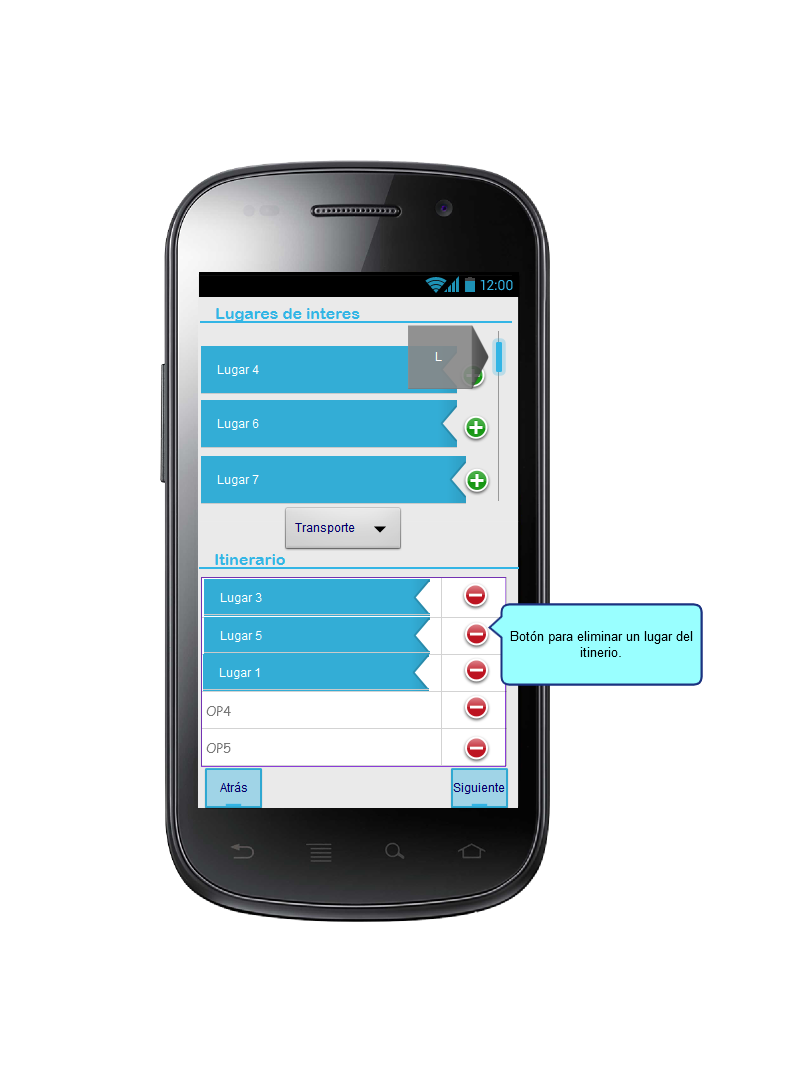 12:00
Lugares de interes
L
Lugar 4
Lugar 6
Lugar 7
Transporte
Itinerario
Lugar 3
Lugar 5
Botón para eliminar un lugar del
itinerio.
Lugar 1
OP4
OP5
Atrás
Siguiente